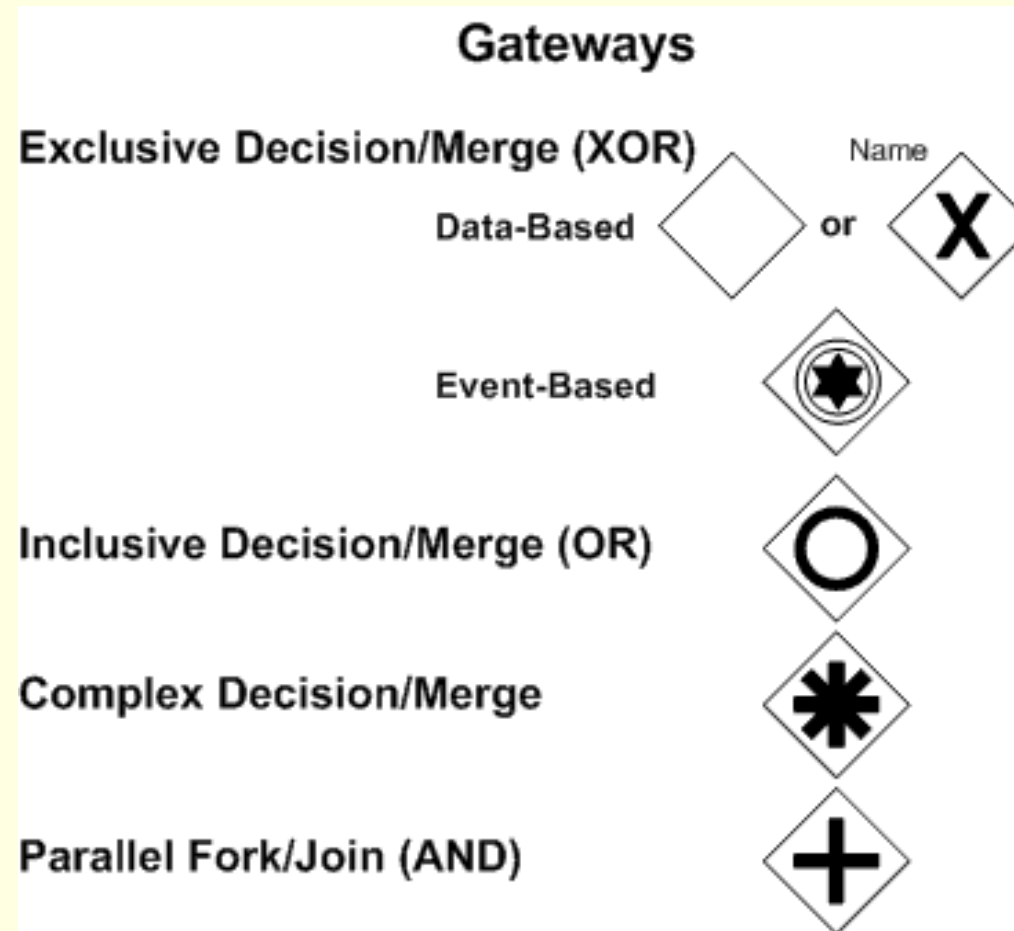 Gateways
Exclusive Decision/Merge (XOR)
Name
Data-Based
or
X
Event-Based
Inclusive Decision/Merge (OR)
Complex Decision/Merge
Parallel Fork/Join (AND)